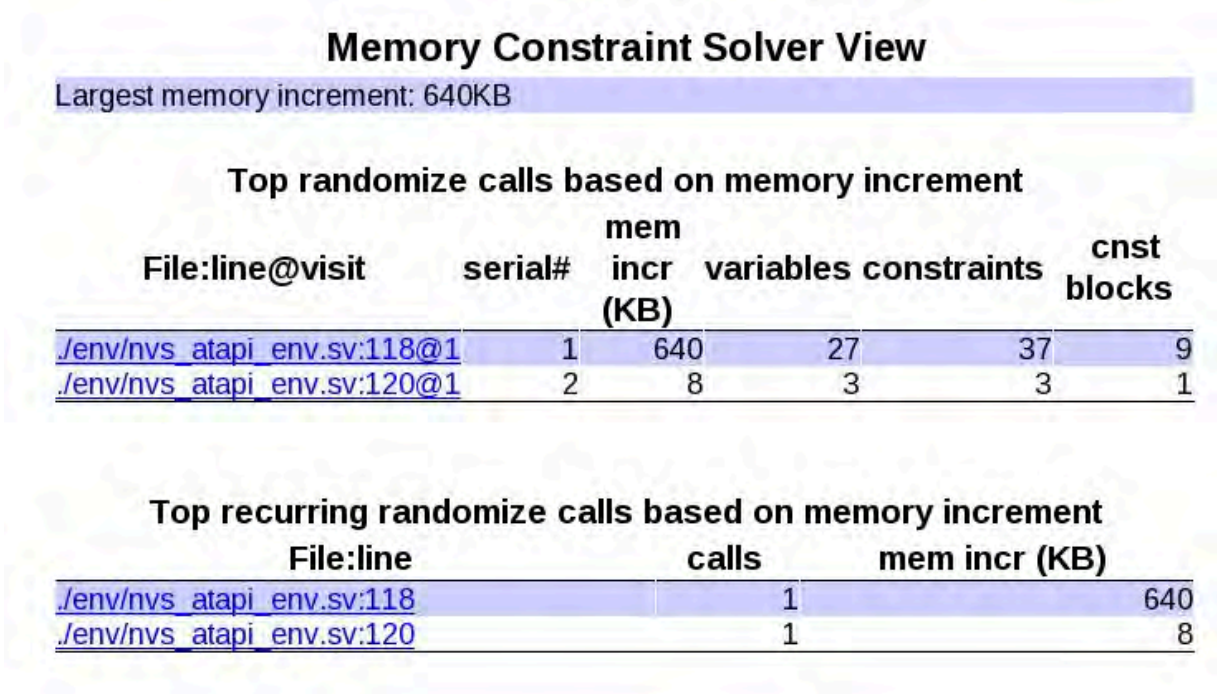 Memory Constraint Solver View
Largest memory increment: 640KB
Top randomize calls based on memory increment
File:line@visit serial# mem incr (KB) variables constraints cnst blocks
./env/nvs_atapi_env.sv:118@1 1 640 27 37 9
./env/nvs_atapi_env.sv:120@1 2 8 3 3 1
Top recurring randomize calls based on memory increment
File:line calls mem incr (KB)
./env/nvs_atapi_env.sv:118 1 640
./env/nvs_atapi_env.sv:120 1 8